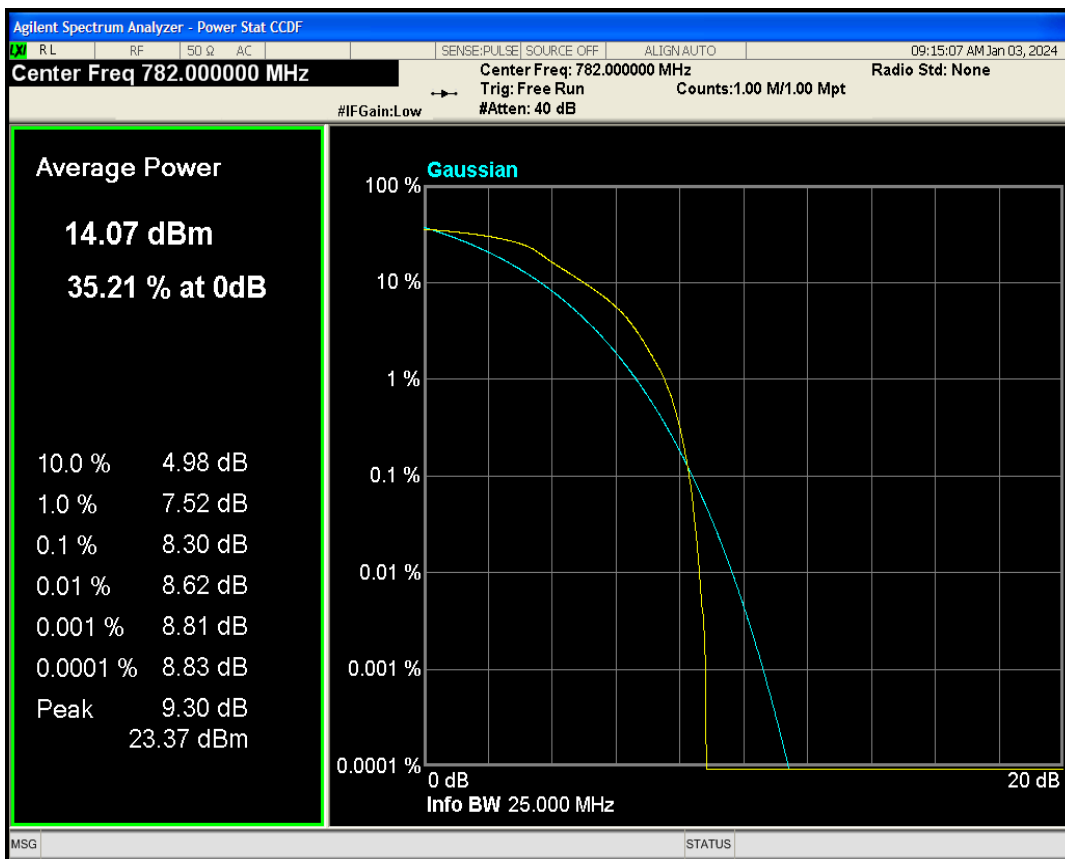 Agilent Spectrum Analyzer - Power Stat CCDF
LXI RL RF 50 Ω AC SENSE:PULSE SOURCE OFF ALIGN AUTO 09:15:07 AM Jan 03, 2024
Center Freq 782.000000 MHz
Center Freq: 782.000000 MHz Radio Std: None
Trig: Free Run Counts:1.00 M/1.00 Mpt
#IFGain:Low #Atten: 40 dB
Average Power
14.07 dBm
35.21 % at 0dB
10.0 % 4.98 dB
1.0 % 7.52 dB
0.1 % 8.30 dB
0.01 % 8.62 dB
0.001 % 8.81 dB
0.0001 % 8.83 dB
Peak 9.30 dB
23.37 dBm
Gaussian
100 %
10 %
1 %
0.1 %
0.01 %
0.001 %
0.0001 %
0 dB 20 dB
Info BW 25.000 MHz
MSG STATUS